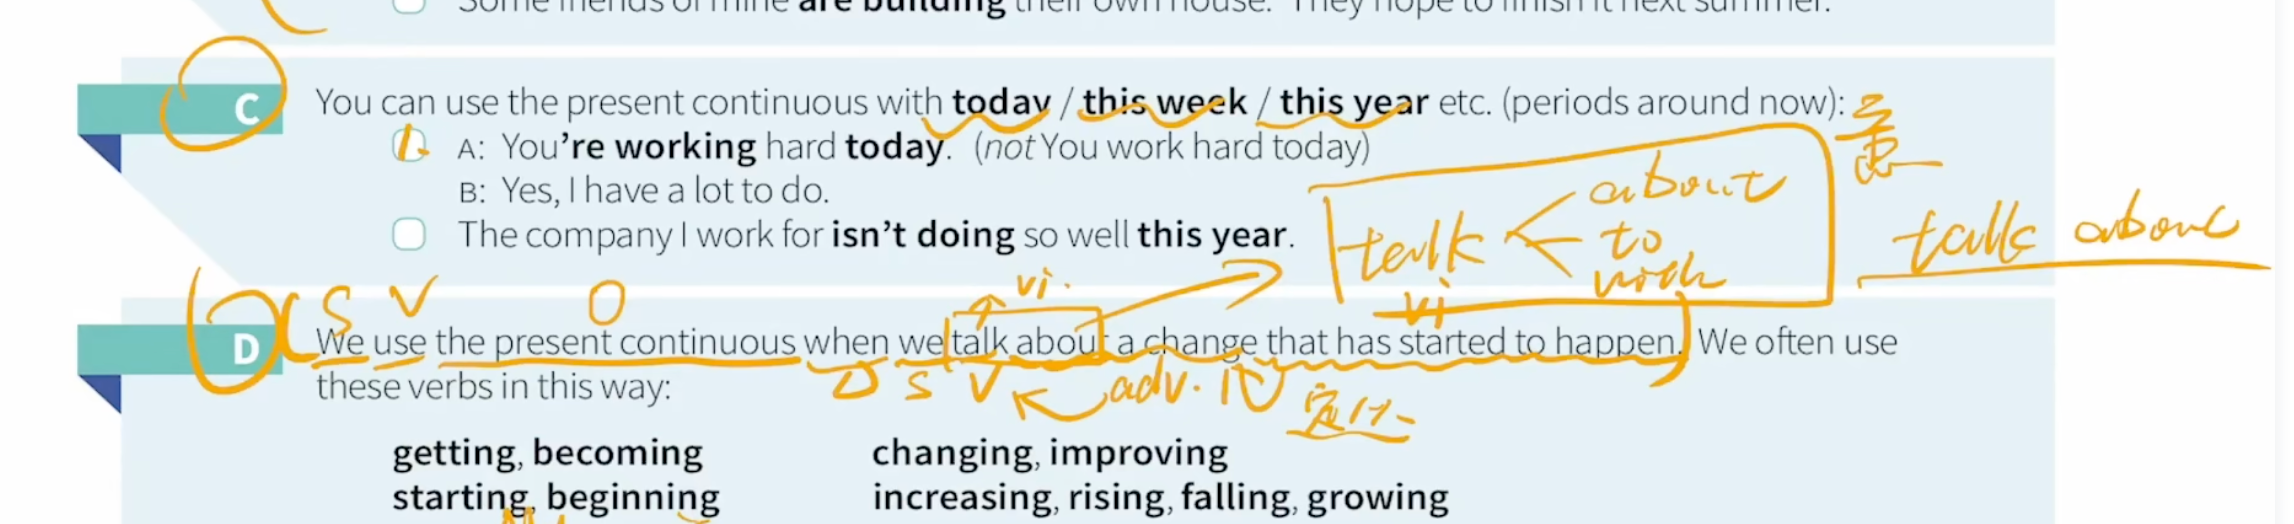 Some friends of mine are building their own house. They hope to finish it next summer.
C
You can use the present continuous with today / this week / this year etc. (periods around now):
1.
A: You're working hard today. (not You work hard today)
B: Yes, I have a lot to do.
The company I work for isn't doing so well this year.
talk
about
to
with
vi
talk about
S V O
vi.
D
We use the present continuous when we talk about a change that has started to happen. We often use
S V adv.
these verbs in this way:
getting, becoming
changing, improving
starting, beginning
increasing, rising, falling, growing